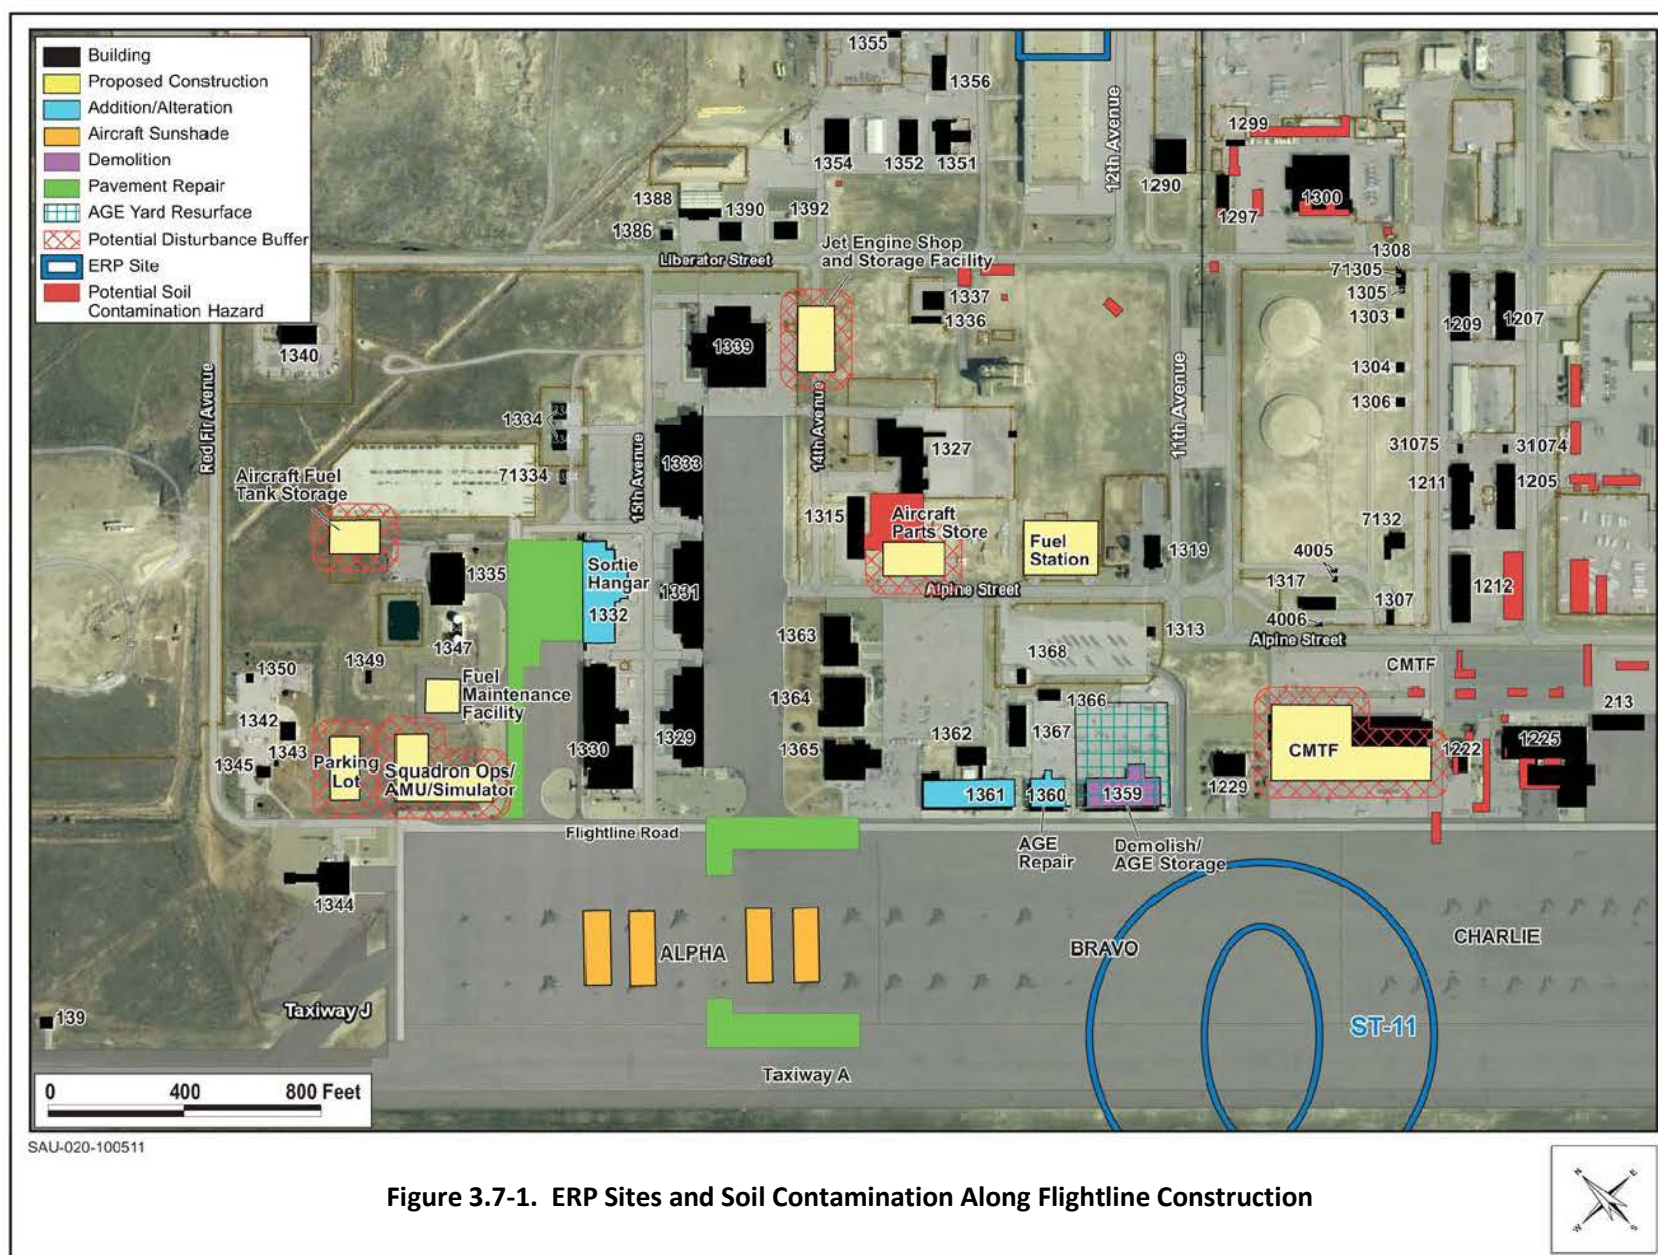 Building
Proposed Construction
Addition/Alteration
Aircraft Sunshade
Demolition
Pavement Repair
AGE Yard Resurface
Potential Disturbance Buffer
ERP Site
Potential Soil
Contamination Hazard
1355
1356
1354
1352
1351
12th Avenue
1290
1299
1297
1300
1388
1390
1392
1386
Liberator Street
Jet Engine Shop
and Storage Facility
1308
71305
1305
1303
1209
1207
1337
1336
1340
1339
Red Fir Avenue
14th Avenue
11th Avenue
1304
1306
1334
71334
15th Avenue
1333
1327
31075
31074
1211
1205
Aircraft Fuel
Tank Storage
1315
Aircraft
Parts Store
Fuel
Station
1319
7132
4005
1317
1307
1212
4006
Alpine Street
Alpine Street
1335
Sortie
Hangar
1332
1331
1347
1363
1313
1368
CMTF
1350
1349
Fuel
Maintenance
Facility
1364
1366
213
1342
1343
1345
Parking
Lot
Squadron Ops/
AMU/Simulator
1330
1329
1365
1362
1367
1361
1360
1359
1229
CMTF
1222
1225
Flightline Road
AGE
Repair
Demolish/
AGE Storage
1344
ALPHA
BRAVO
CHARLIE
Taxiway J
139
ST-11
Taxiway A
0 400 800 Feet
SAU-020-100511
Figure 3.7-1. ERP Sites and Soil Contamination Along Flightline Construction
N E
W S